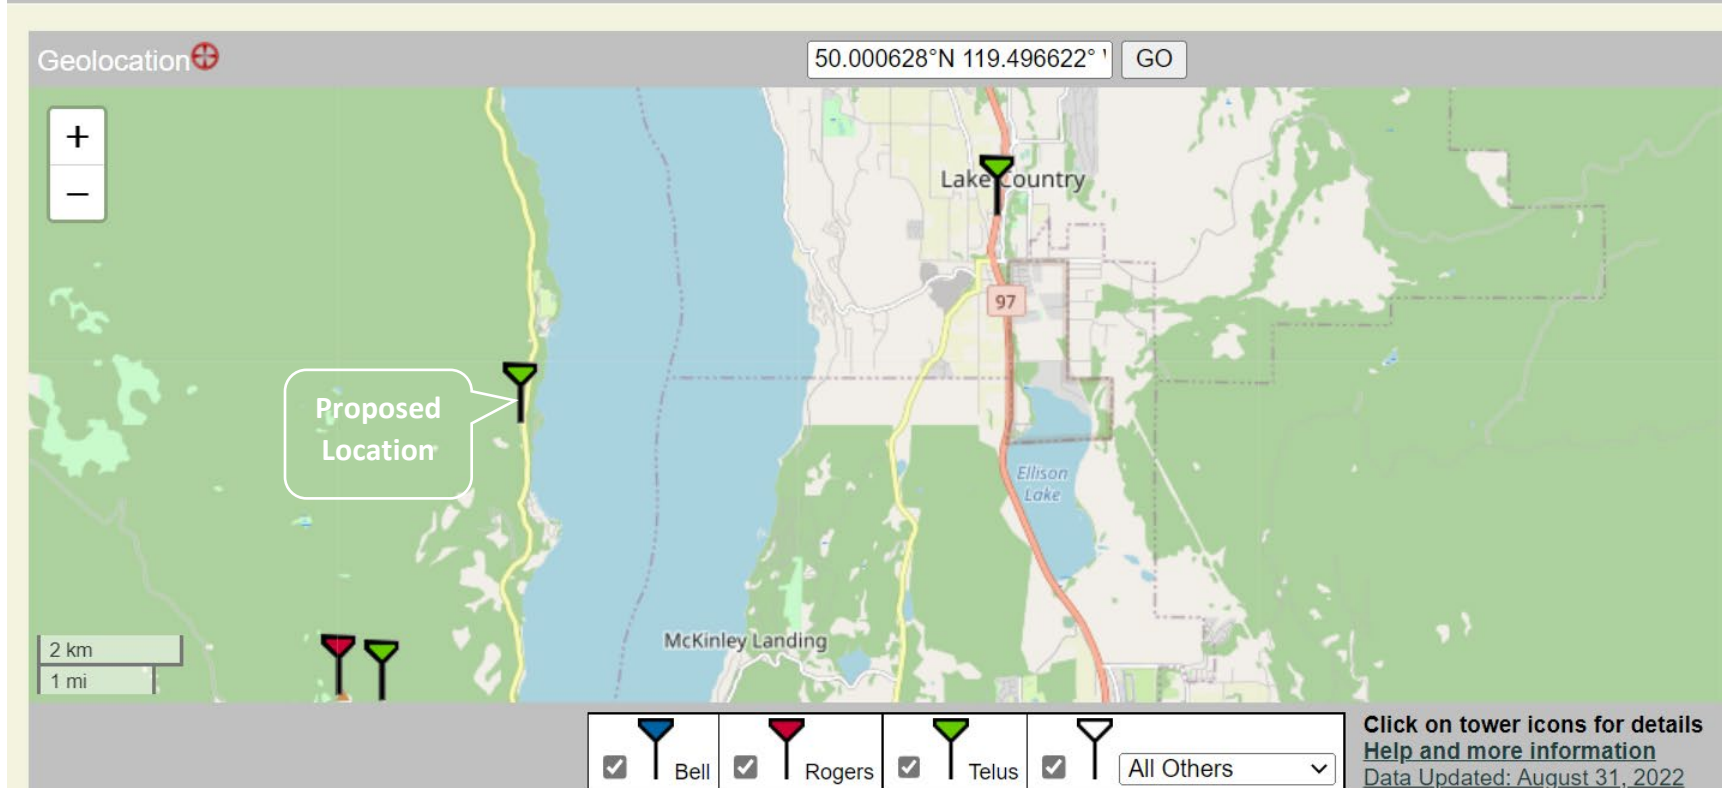 Geolocation
50.000628°N 119.496622° 
GO
+
−
Lake Country
97
Proposed
Location
Ellison
Lake
McKinley Landing
2 km
1 mi
Bell
Rogers
Telus
All Others
Click on tower icons for details
Help and more information
Data Updated: August 31, 2022